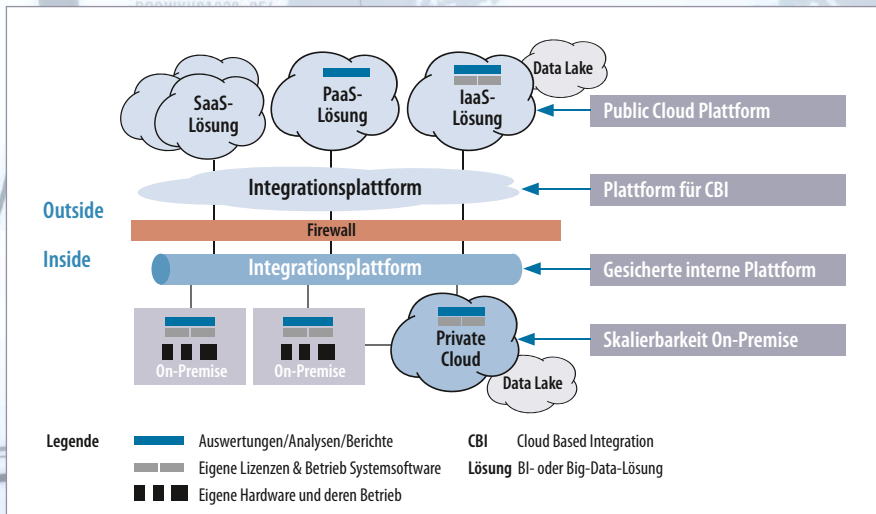 SaaS-
Lösung
PaaS-
Lösung
IaaS-
Lösung
Data Lake
Public Cloud Plattform
Integrationsplattform
Plattform für CBI
Outside
Firewall
Inside
Integrationsplattform
Gesicherte interne Plattform
On-Premise
On-Premise
Private
Cloud
Skalierbarkeit On-Premise
Data Lake
Legende
Auswertungen/Analysen/Berichte
CBI Cloud Based Integration
Eigene Lizenzen & Betrieb Systemsoftware
Lösung BI- oder Big-Data-Lösung
Eigene Hardware und deren Betrieb